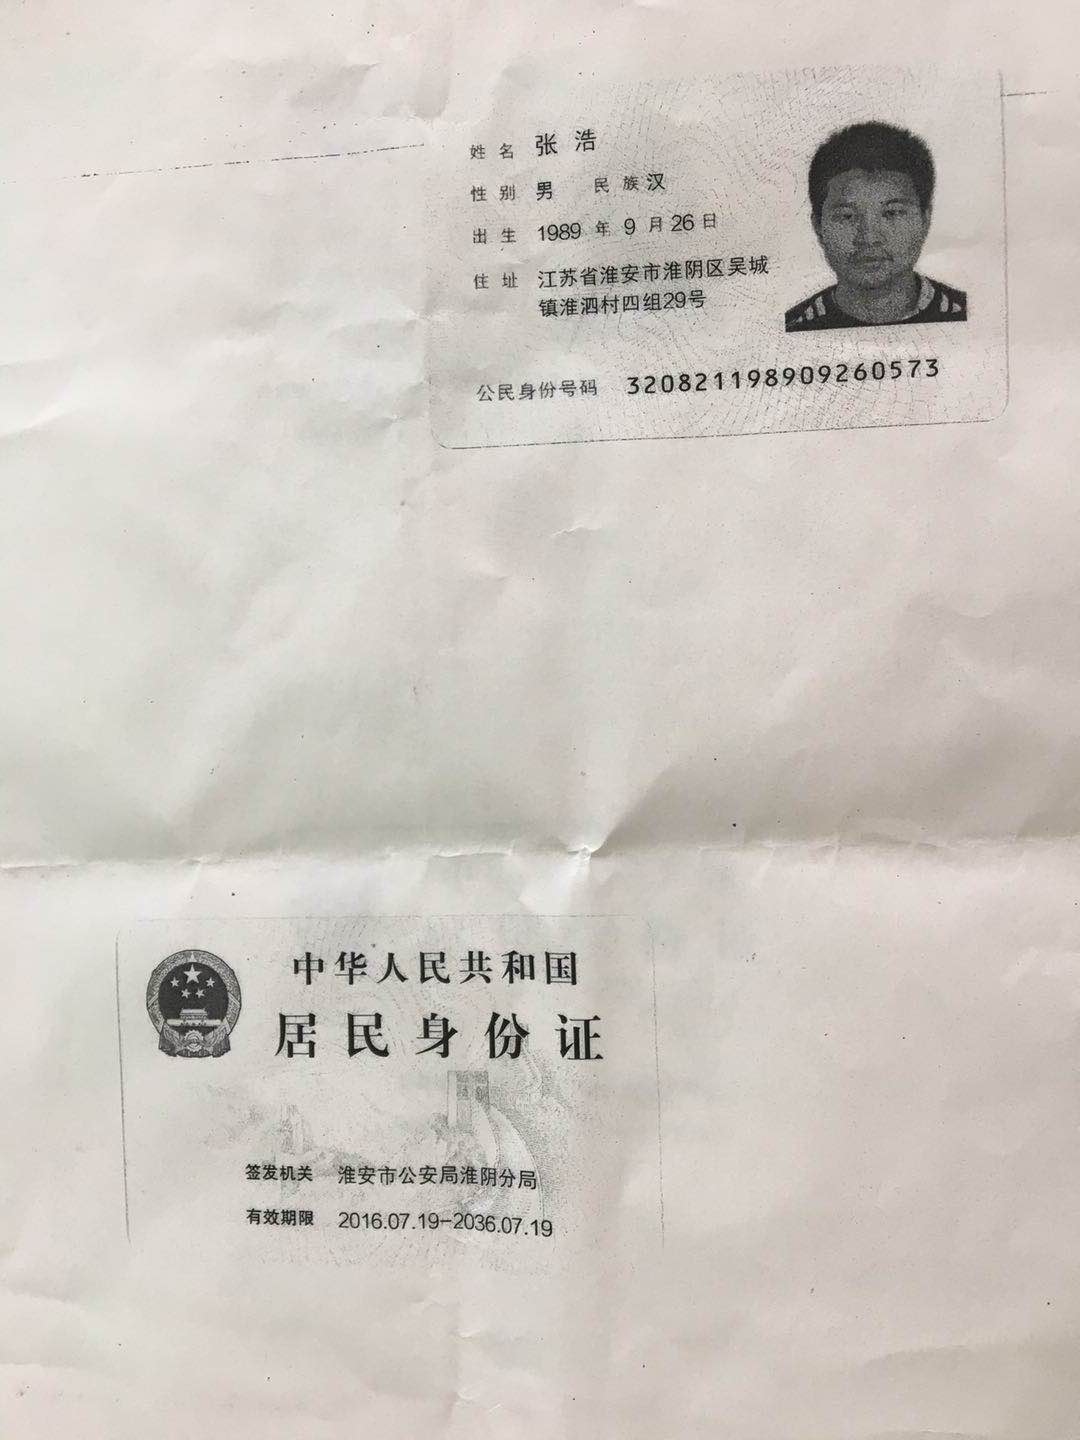 姓名 张浩
性别 男 民族 汉
出生 1989 年 9 月 26 日
住址 江苏省淮安市淮阴区吴城
镇淮泗村四组29号
公民身份号码 320821198909260573
中华人民共和国
居民身份证
签发机关 淮安市公安局淮阴分局
有效期限 2016.07.19-2036.07.19